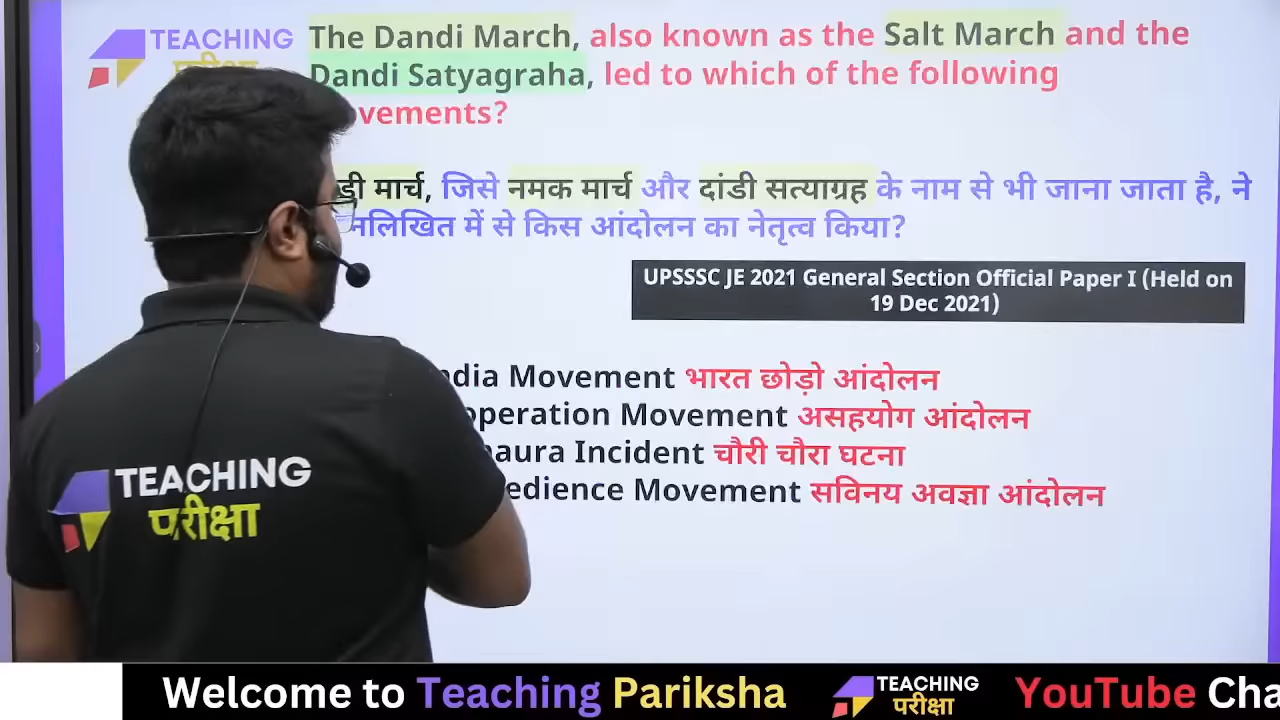 TEACHING
परीक्षा
The Dandi March, also known as the Salt March and the
Dandi Satyagraha, led to which of the following
vements?
मार्च, जिसे नमक मार्च और दांडी सत्याग्रह के नाम से भी जाना जाता है, ने
में से किस आंदोलन का नेतृत्व किया?
UPSSSC JE 2021 General Section Official Paper I (Held on
19 Dec 2021)
dia Movement भारत छोड़ो आंदोलन
operation Movement असहयोग आंदोलन
aura Incident चौरी चौरा घटना
edience Movement सविनय अवज्ञा आंदोलन
TEACHING
परीक्षा
Welcome to Teaching Pariksha
TEACHING
परीक्षा
YouTube Cha